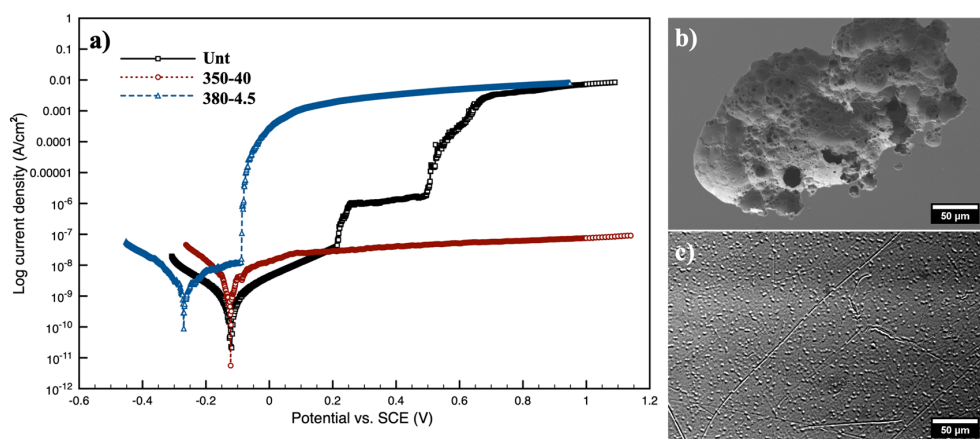 a)
Unt
350-40
380-4.5
Log current density (A/cm²)
1
0.1
0.01
0.001
0.0001
0.00001
10⁻⁶
10⁻⁷
10⁻⁸
10⁻⁹
10⁻¹⁰
10⁻¹¹
10⁻¹²
-0.6 -0.4 -0.2 0 0.2 0.4 0.6 0.8 1 1.2
Potential vs. SCE (V)
b)
50 µm
c)
50 µm